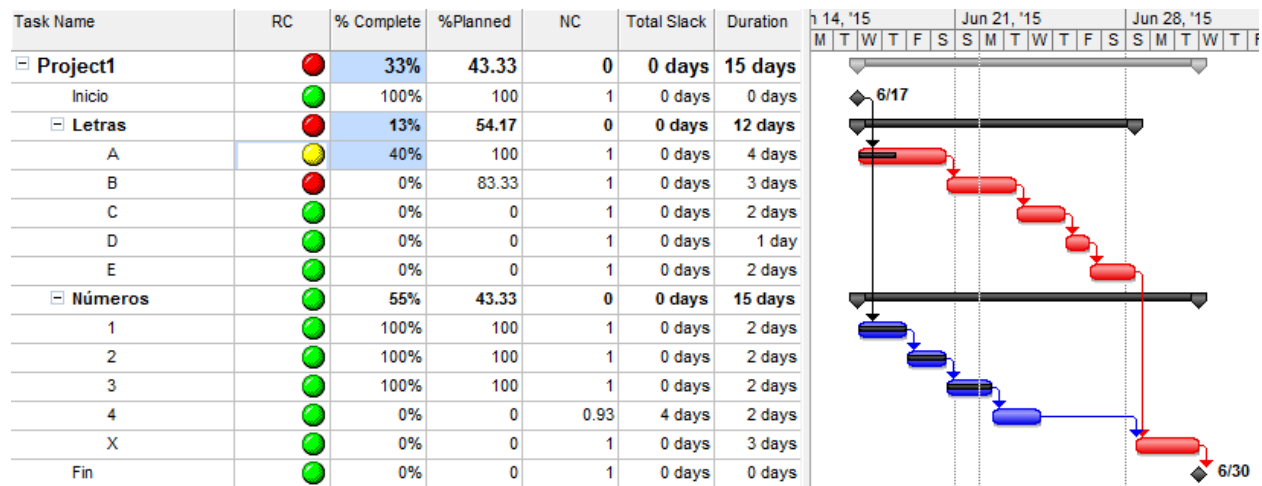 Task Name RC % Complete %Planned NC Total Slack Duration 14, '15 Jun 21, '15 Jun 28, '15
M T W T F S S M T W T F S S M T W T F
Project1 33% 43.33 0 0 days 15 days
Inicio 100% 100 1 0 days 0 days 6/17
Letras 13% 54.17 0 0 days 12 days
A 40% 100 1 0 days 4 days
B 0% 83.33 1 0 days 3 days
C 0% 0 1 0 days 2 days
D 0% 0 1 0 days 1 day
E 0% 0 1 0 days 2 days
Números 55% 43.33 0 0 days 15 days
1 100% 100 1 0 days 2 days
2 100% 100 1 0 days 2 days
3 100% 100 1 0 days 2 days
4 0% 0 0.93 4 days 2 days
X 0% 0 1 0 days 3 days
Fin 0% 0 1 0 days 0 days 6/30